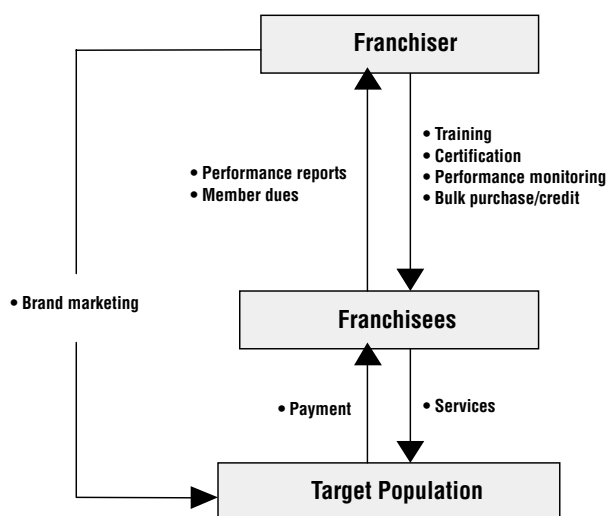 Franchiser
• Training
• Certification
• Performance monitoring
• Bulk purchase/credit
• Performance reports
• Member dues
• Brand marketing
Franchisees
• Payment
• Services
Target Population